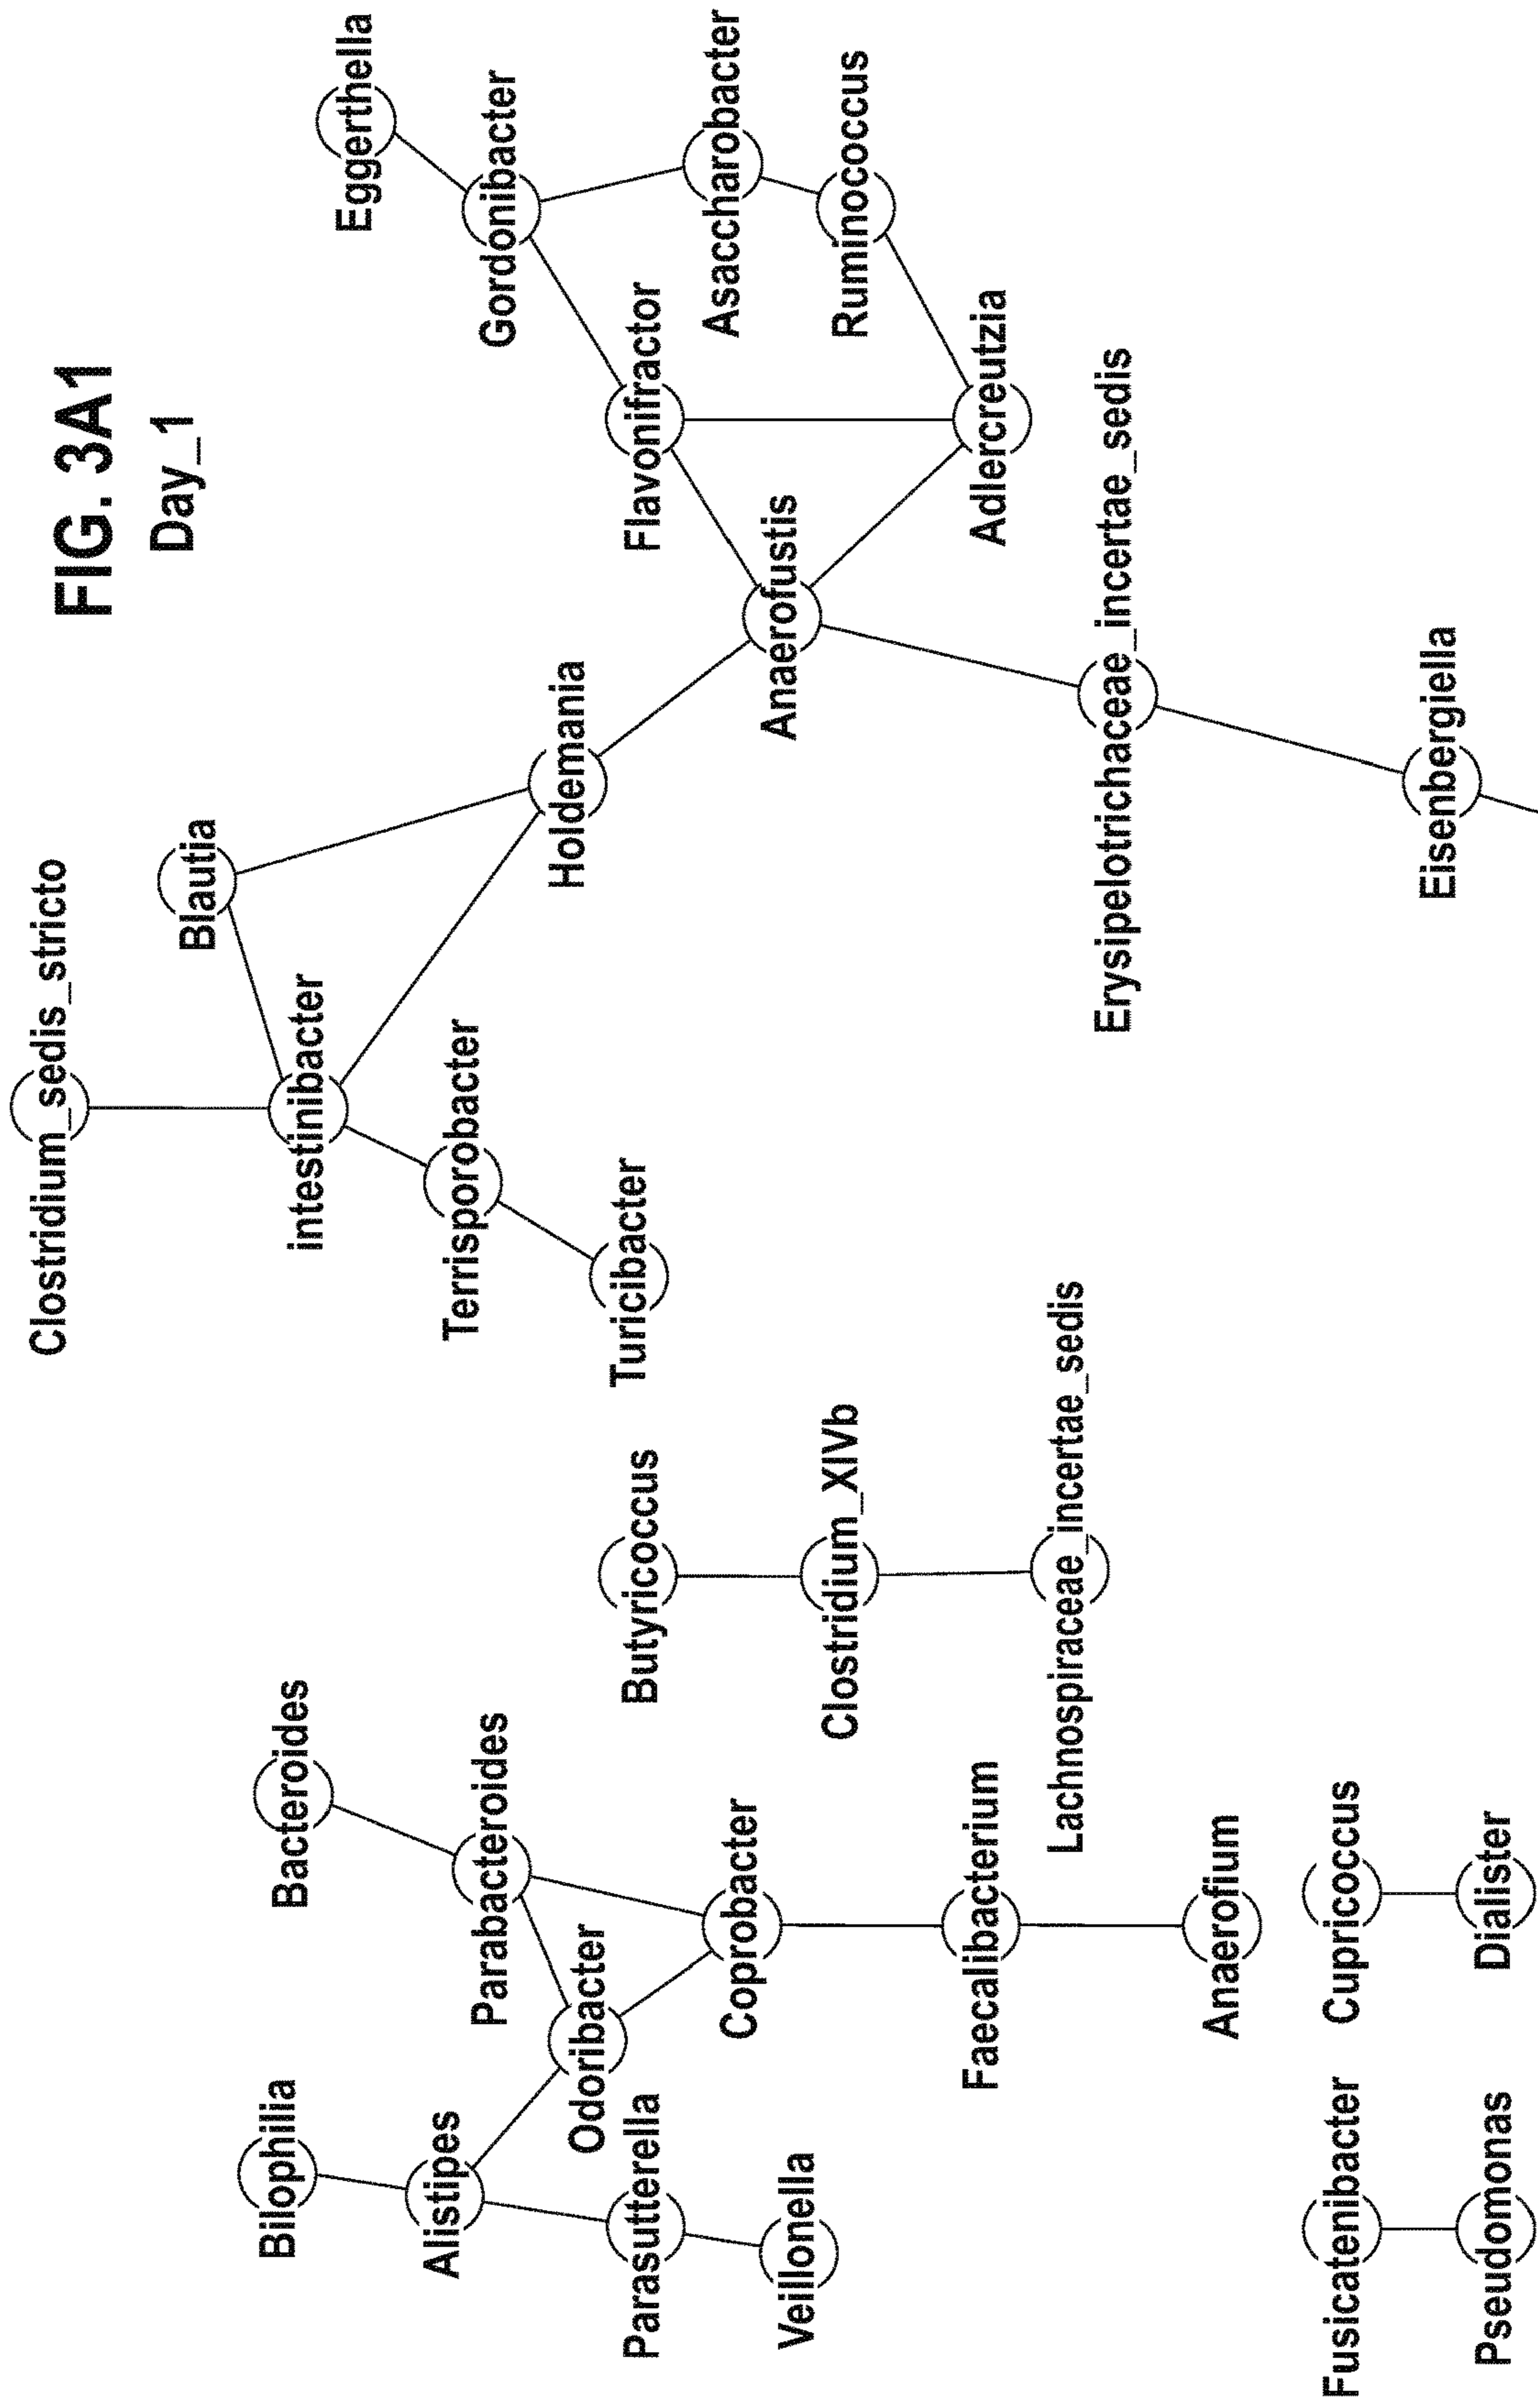 FIG. 3A1
Day_1
Clostridium_sedis_stricto
Blautia
intestinibacter
Terrisporobacter
Turicibacter
Holdemania
Eggerthella
Gordonibacter
Flavonifractor
Asaccharobacter
Ruminococcus
Anaerofustis
Adlercreutzia
Erysipelotrichaceae_incertae_sedis
Eisenbergiella
Bilophilia
Bacteroides
Alistipes
Parabacteroides
Odoribacter
Parasutterella
Coprobacter
Veillonella
Faecalibacterium
Anaerofium
Butyricoccus
Clostridium_XIVb
Lachnospiraceae_incertae_sedis
Fusicatenibacter
Cupricoccus
Pseudomonas
Dialister